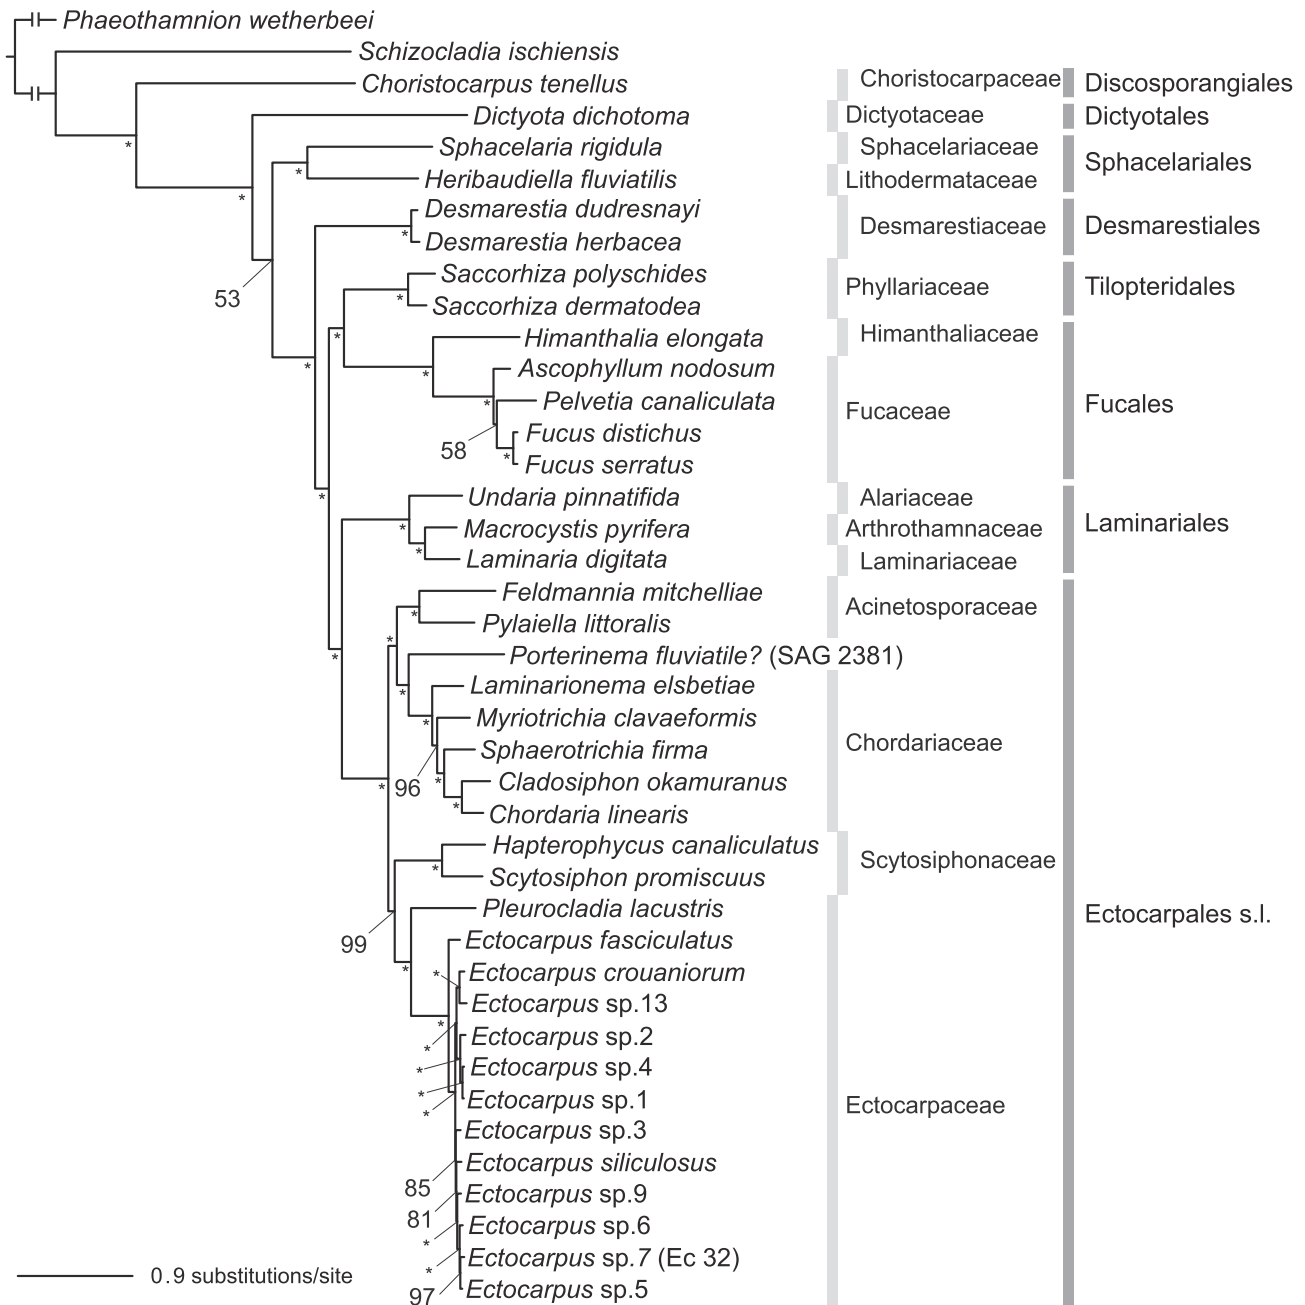 Phaeothamnion wetherbeei
Schizocladia ischiensis
Choristocarpus tenellus Choristocarpaceae Discosporangiales
*
Dictyota dichotoma Dictyotaceae Dictyotales
*
Sphacelaria rigidula Sphacelariaceae
Sphacelariales
*
Heribaudiella fluviatilis Lithodermataceae
Desmarestia dudresnayi
* Desmarestiaceae Desmarestiales
Desmarestia herbacea
53
Saccorhiza polyschides
* Phyllariaceae Tilopteridales
Saccorhiza dermatodea
*
Himanthalia elongata Himanthaliaceae
*
*
Ascophyllum nodosum
*
Pelvetia canaliculata Fucaceae Fucales
Fucus distichus
58
*
Fucus serratus
*
Undaria pinnatifida Alariaceae
*
Macrocystis pyrifera Arthrothamnaceae Laminariales
*
Laminaria digitata Laminariaceae
Feldmannia mitchelliae
* Acinetosporaceae
Pylaiella littoralis
*
*
Porterinema fluviatile? (SAG 2381)
*
Laminarionema elsbetiae
*
Myriotrichia clavaeformis
Chordariaceae
Sphaerotrichia firma
*
*
96
Cladosiphon okamuranus
*
Chordaria linearis
Hapterophycus canaliculatus
* Scytosiphonaceae
Scytosiphon promiscuus
Pleurocladia lacustris Ectocarpales s.l.
99
Ectocarpus fasciculatus
*
*
Ectocarpus crouaniorum
Ectocarpus sp.13
*
Ectocarpus sp.2
*
Ectocarpus sp.4
*
*
Ectocarpus sp.1 Ectocarpaceae
*
Ectocarpus sp.3
Ectocarpus siliculosus
85
Ectocarpus sp.9
81
Ectocarpus sp.6
*
Ectocarpus sp.7 (Ec 32)
*
0.9 substitutions/site
Ectocarpus sp.5
97